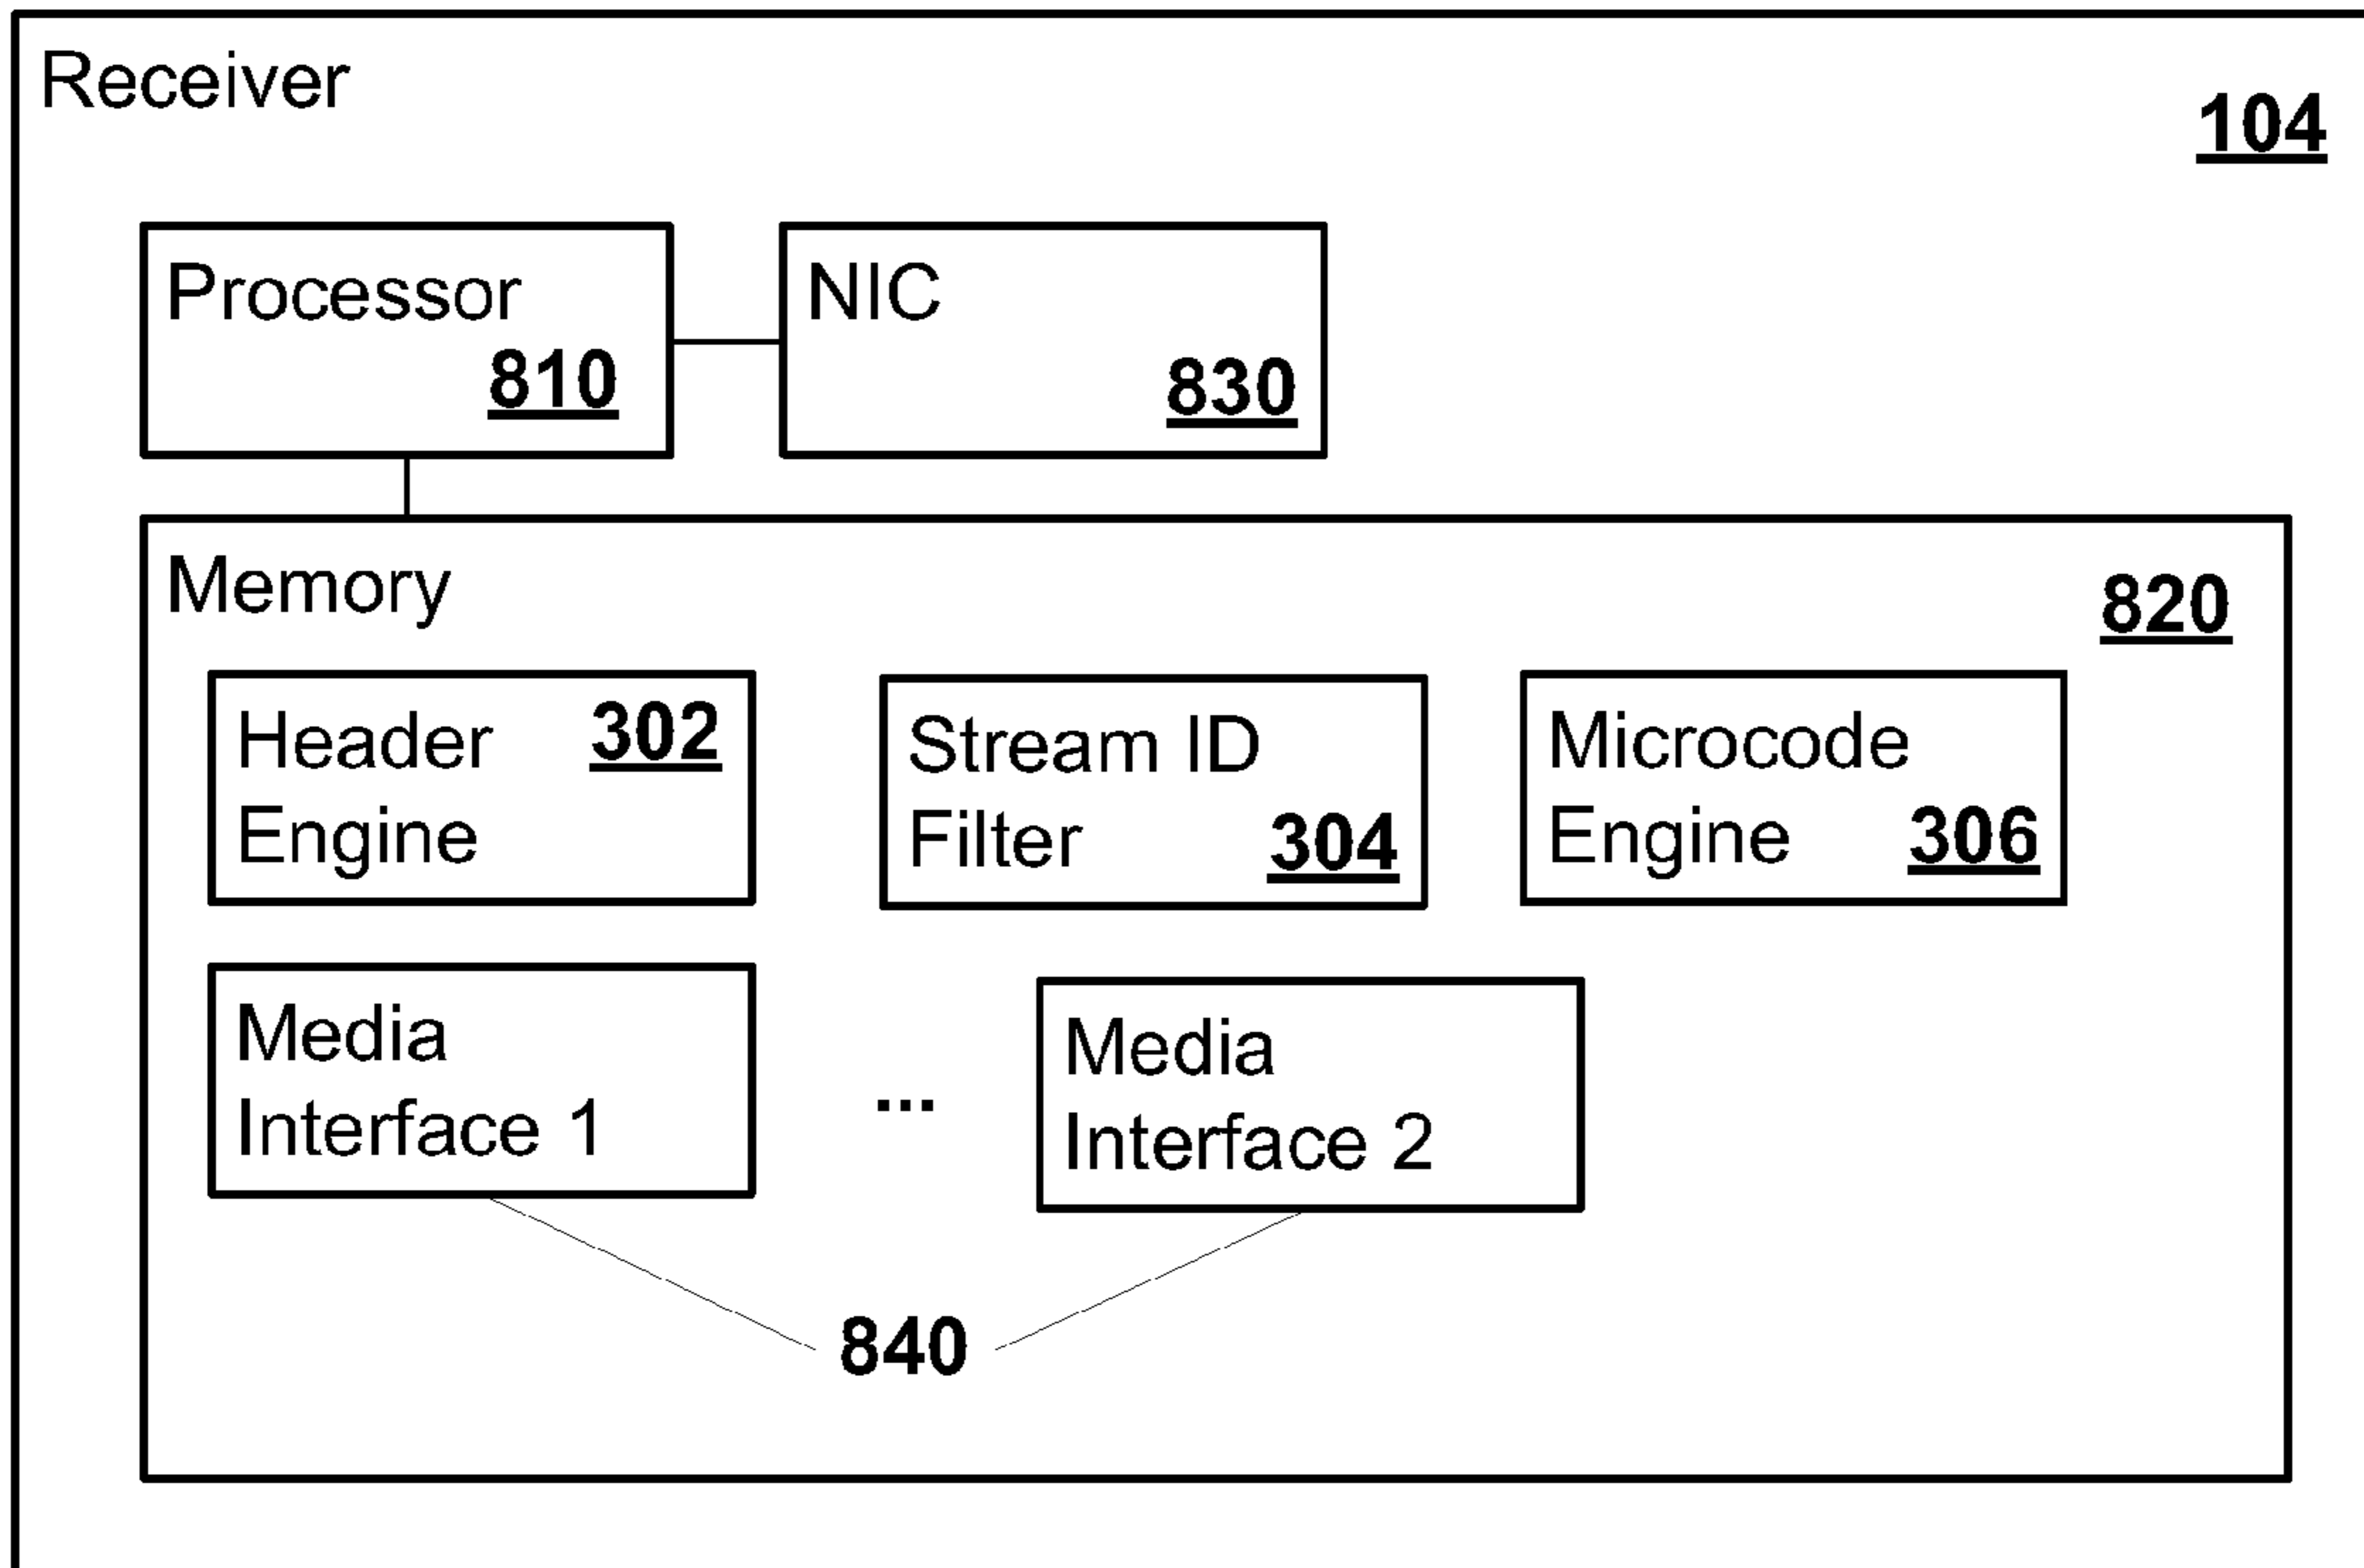 Receiver
104
Processor
810
NIC
830
Memory
820
Header 302
Engine
Stream ID
Filter 304
Microcode
Engine 306
Media
Interface 1
...
Media
Interface 2
840